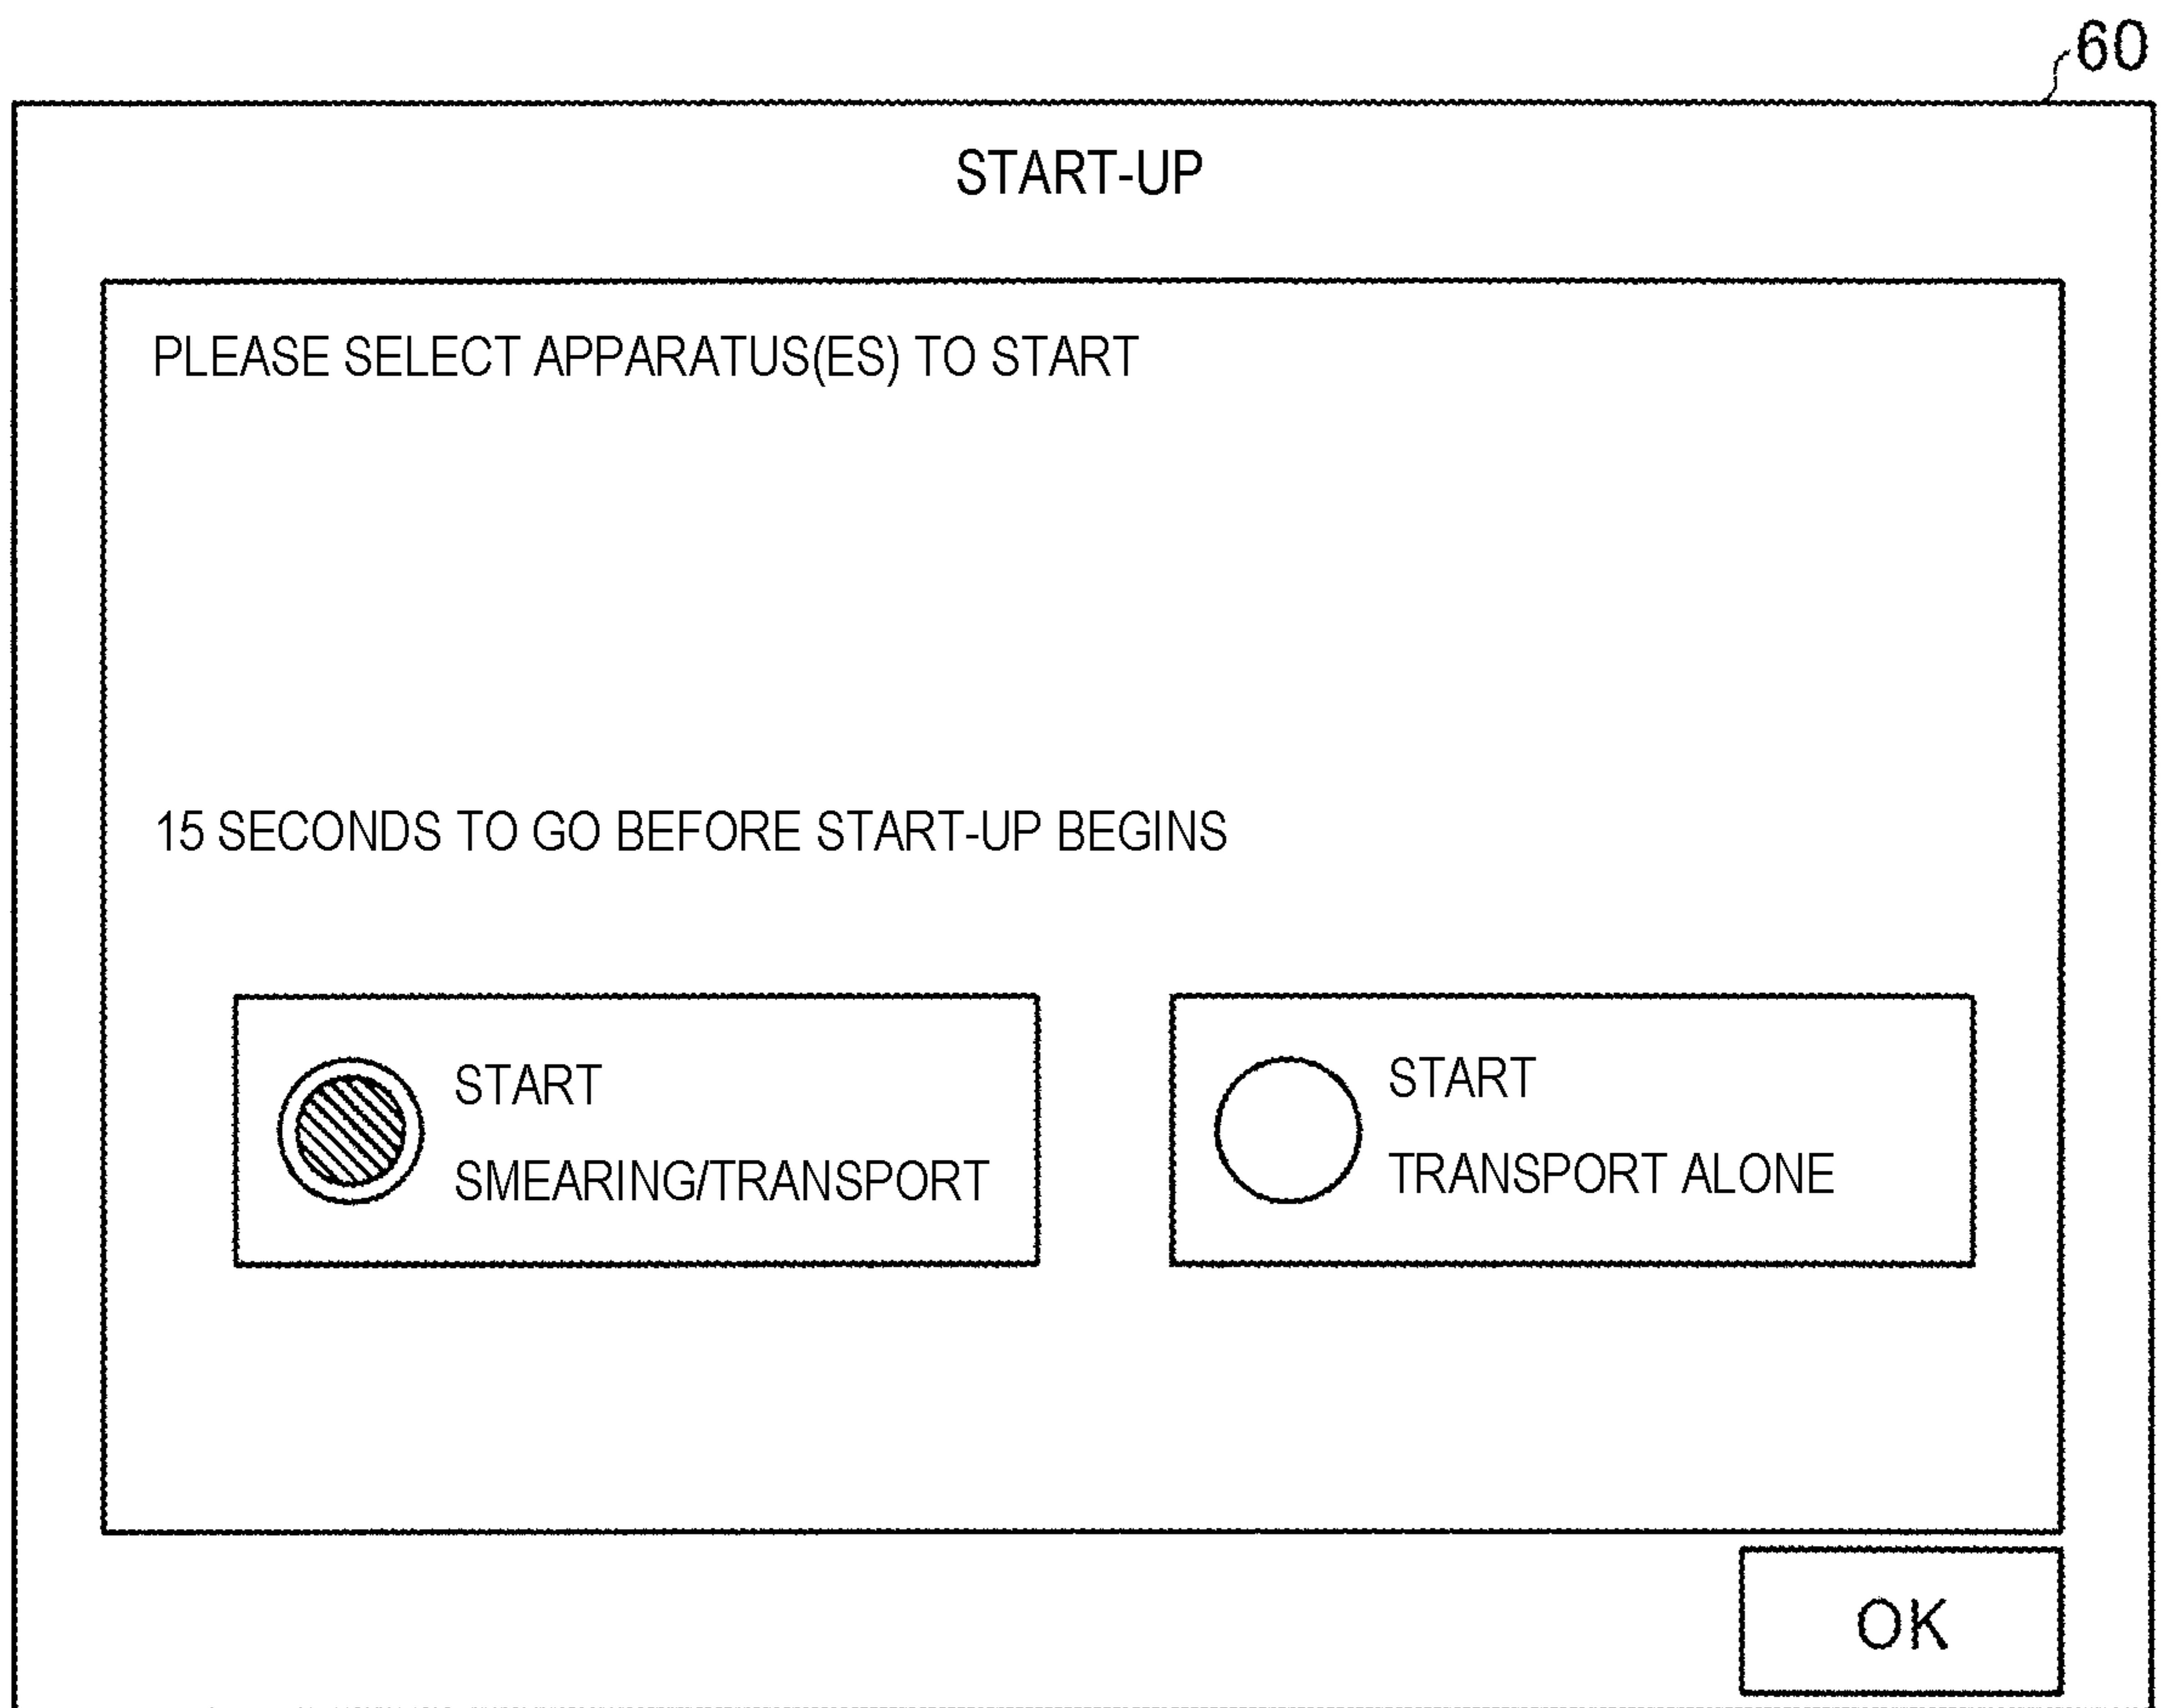 60
START-UP
PLEASE SELECT APPARATUS(ES) TO START
15 SECONDS TO GO BEFORE START-UP BEGINS
START
SMEARING/TRANSPORT
START
TRANSPORT ALONE
OK